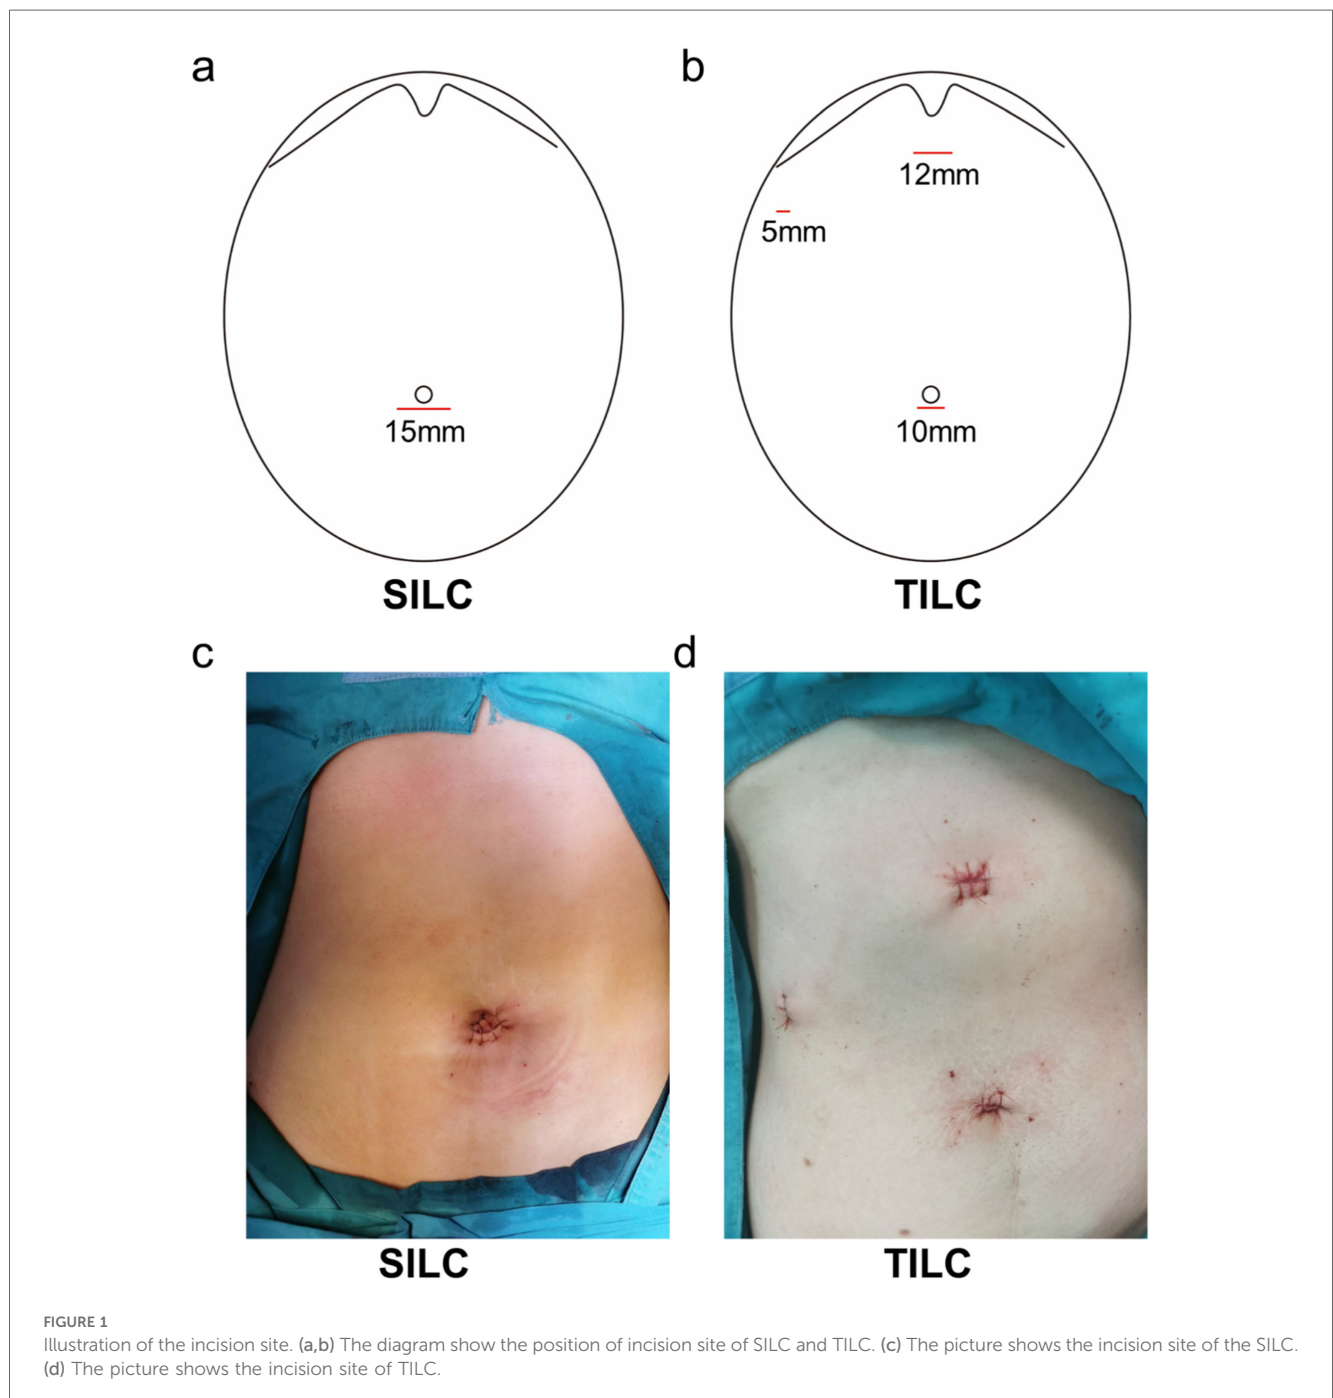 a
b
12mm
5mm
15mm
10mm
SILC
TILC
c
d
SILC
TILC
FIGURE 1
Illustration of the incision site. (a,b) The diagram show the position of incision site of SILC and TILC. (c) The picture shows the incision site of the SILC.
(d) The picture shows the incision site of TILC.